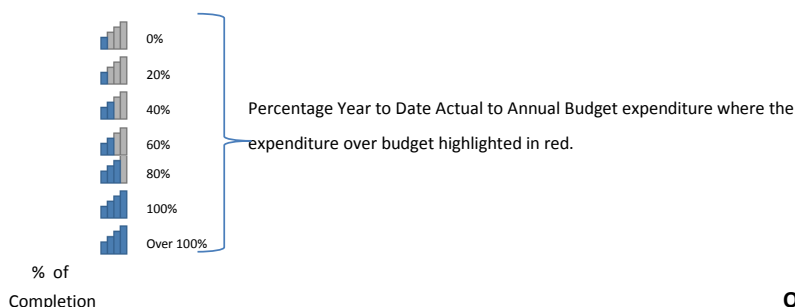 0%
20%
40%
Percentage Year to Date Actual to Annual Budget expenditure where the
60%
expenditure over budget highlighted in red.
80%
100%
Over 100%
% of
Completion